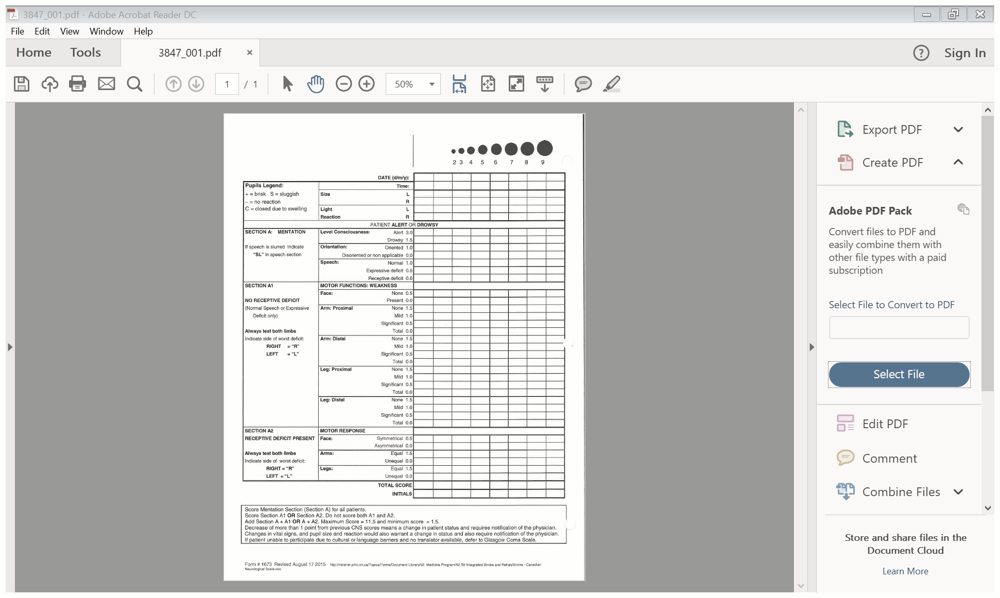 3847_001.pdf - Adobe Acrobat Reader DC
File Edit View Window Help
Home Tools 3847_001.pdf × ? Sign In
1 / 1 50%
2 3 4 5 6 7 8 9
DATE (d/m/y):
Pupils Legend: Time:
+ = brisk S = sluggish Size L
– = no reaction R
C = closed due to swelling Light L
Reaction R
PATIENT ALERT OR DROWSY
SECTION A: MENTATION Level Consciousness: Alert 3.0
Drowsy 1.5
If speech is slurred Indicate Orientation: Oriented 1.0
“SL” in speech section Disoriented or non applicable 0.0
Speech: Normal 1.0
Expressive deficit 0.5
Receptive deficit 0.0
SECTION A1 MOTOR FUNCTIONS: WEAKNESS
Face: None 0.5
NO RECEPTIVE DEFICIT Present 0.0
(Normal Speech or Expressive Arm: Proximal None 1.5
Deficit only) Mild 1.0
Significant 0.5
Always test both limbs Total 0.0
Indicate side of worst deficit: Arm: Distal None 1.5
RIGHT = “R” Mild 1.0
LEFT = “L” Significant 0.5
Total 0.0
Leg: Proximal None 1.5
Mild 1.0
Significant 0.5
Total 0.0
Leg: Distal None 1.5
Mild 1.0
Significant 0.5
Total 0.0
SECTION A2 MOTOR RESPONSE
RECEPTIVE DEFICIT PRESENT Face: Symmetrical 0.5
Asymmetrical 0.0
Always test both limbs Arms: Equal 1.5
Indicate side of worst deficit: Unequal 0.0
RIGHT = “R” Legs: Equal 1.5
LEFT = “L” Unequal 0.0
TOTAL SCORE
INITIALS
Score Mentation Section (Section A) for all patients.
Score Section A1 OR Section A2. Do not score both A1 and A2.
Add Section A + A1 OR A + A2. Maximum Score = 11.5 and minimum score = 1.5.
Decrease of more than 1 point from previous CNS scores means a change in patient status and requires notification of the physician.
Changes in vital signs, and pupil size and reaction would also warrant a change in status and also require notification of the physician.
If patient unable to participate due to cultural or language barriers and no translator available, defer to Glasgow Coma Scale.
Form # 1673 Revised August 17 2015 http://intranet.prhc.on.ca/Topics/Forms/Document Library/02. Medicine Program/A2 B2 Integrated Stroke and Rehab/Stroke - Canadian
Neurological Scale.doc
Export PDF
Create PDF
Adobe PDF Pack
Convert files to PDF and
easily combine them with
other file types with a paid
subscription
Select File to Convert to PDF
Select File
Edit PDF
Comment
Combine Files
Store and share files in the
Document Cloud
Learn More